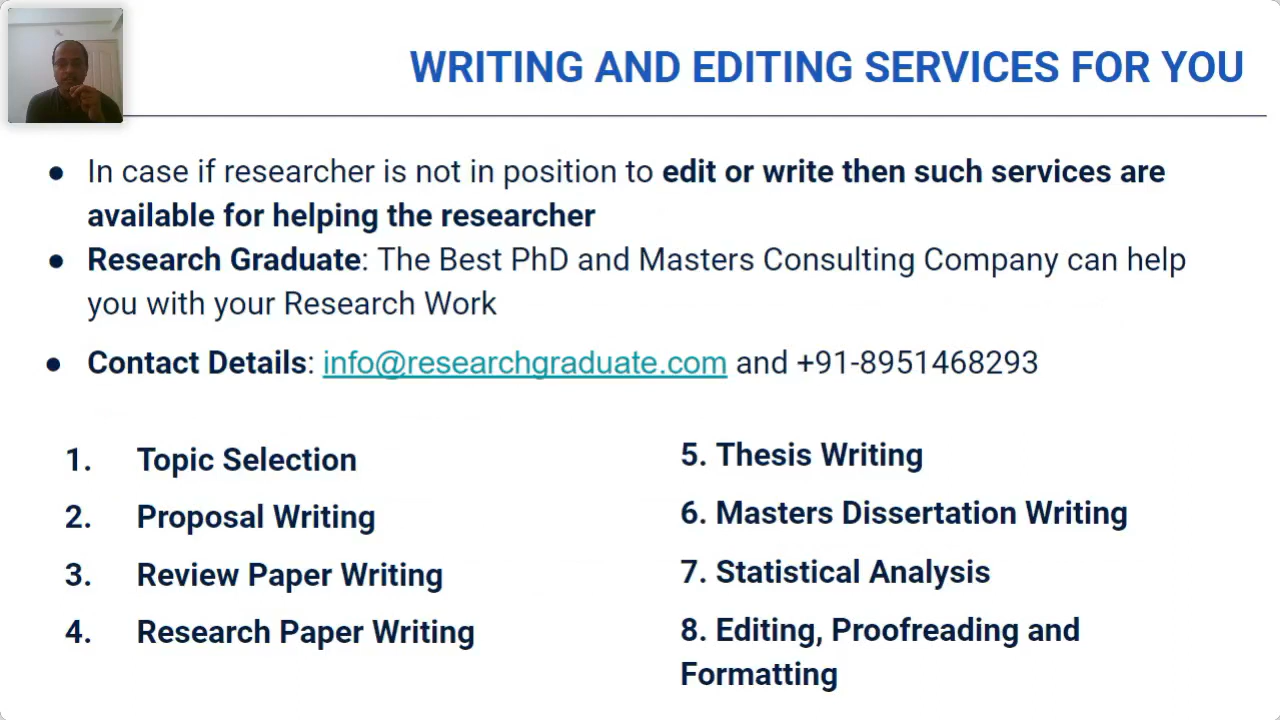 WRITING AND EDITING SERVICES FOR YOU
● In case if researcher is not in position to edit or write then such services are
available for helping the researcher
● Research Graduate: The Best PhD and Masters Consulting Company can help
you with your Research Work
● Contact Details: info@researchgraduate.com and +91-8951468293
1. Topic Selection
2. Proposal Writing
3. Review Paper Writing
4. Research Paper Writing
5. Thesis Writing
6. Masters Dissertation Writing
7. Statistical Analysis
8. Editing, Proofreading and
Formatting